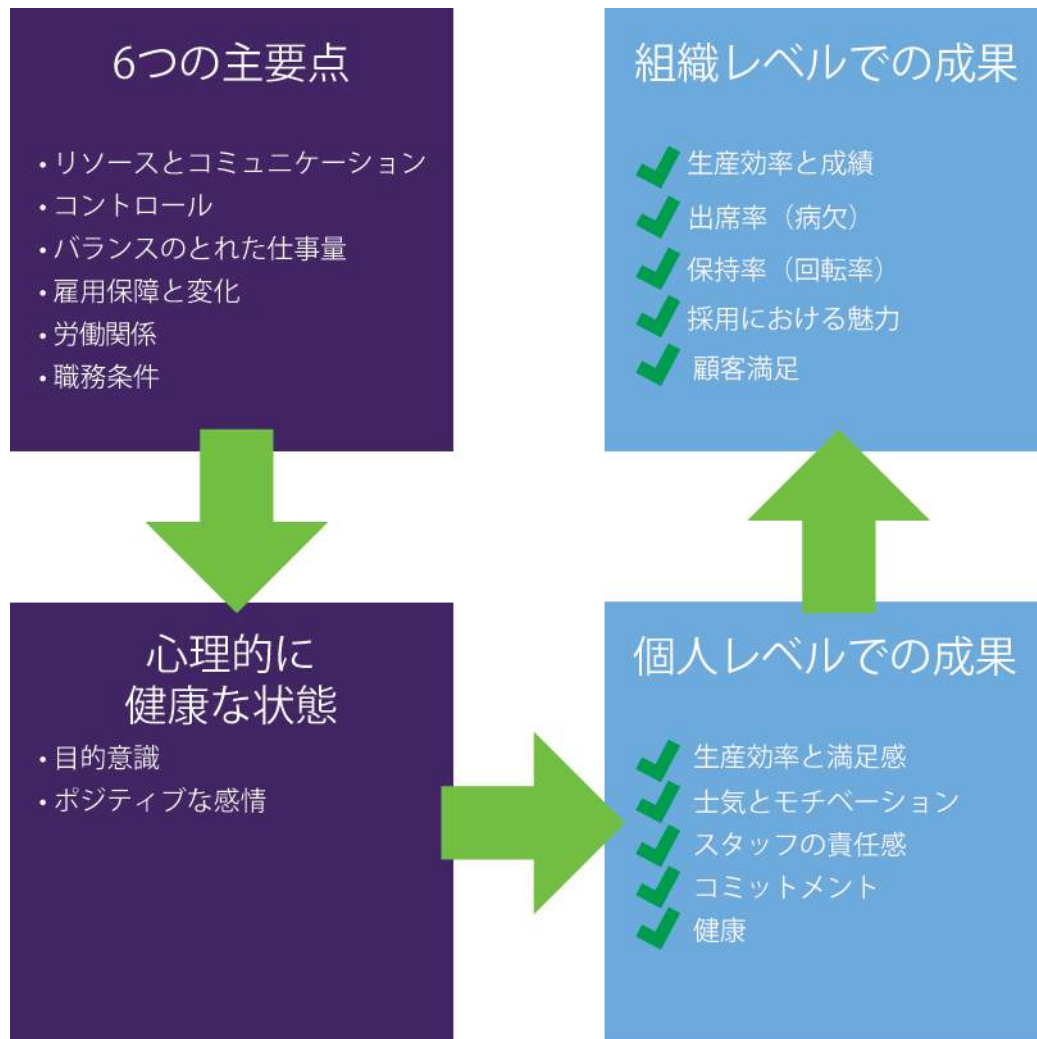 6つの主要点
・リソースとコミュニケーション
・コントロール
・バランスのとれた仕事量
・雇用保障と変化
・労働関係
・職務条件
心理的に
健康な状態
・目的意識
・ポジティブな感情
個人レベルでの成果
生産効率と満足感
士気とモチベーション
スタッフの責任感
コミットメント
健康
組織レベルでの成果
生産効率と成績
出席率（病欠）
保持率（回転率）
採用における魅力
顧客満足